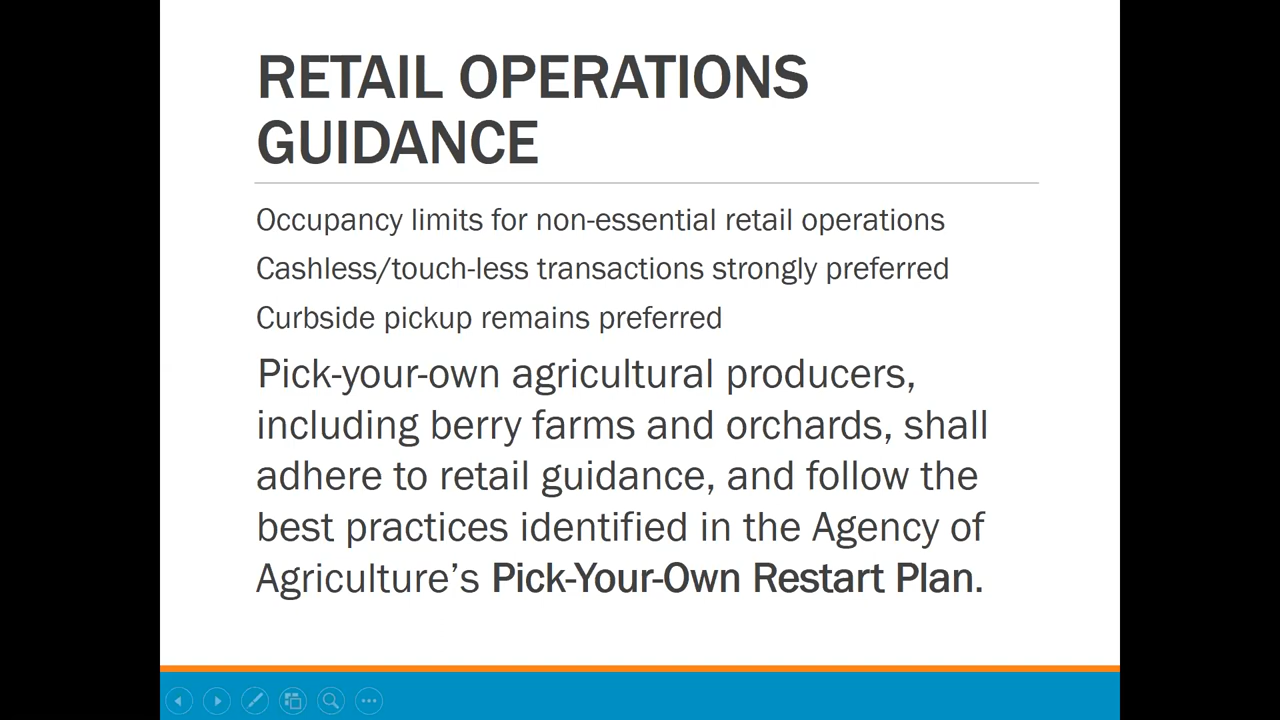 RETAIL OPERATIONS
GUIDANCE
Occupancy limits for non-essential retail operations
Cashless/touch-less transactions strongly preferred
Curbside pickup remains preferred
Pick-your-own agricultural producers,
including berry farms and orchards, shall
adhere to retail guidance, and follow the
best practices identified in the Agency of
Agriculture’s Pick-Your-Own Restart Plan.